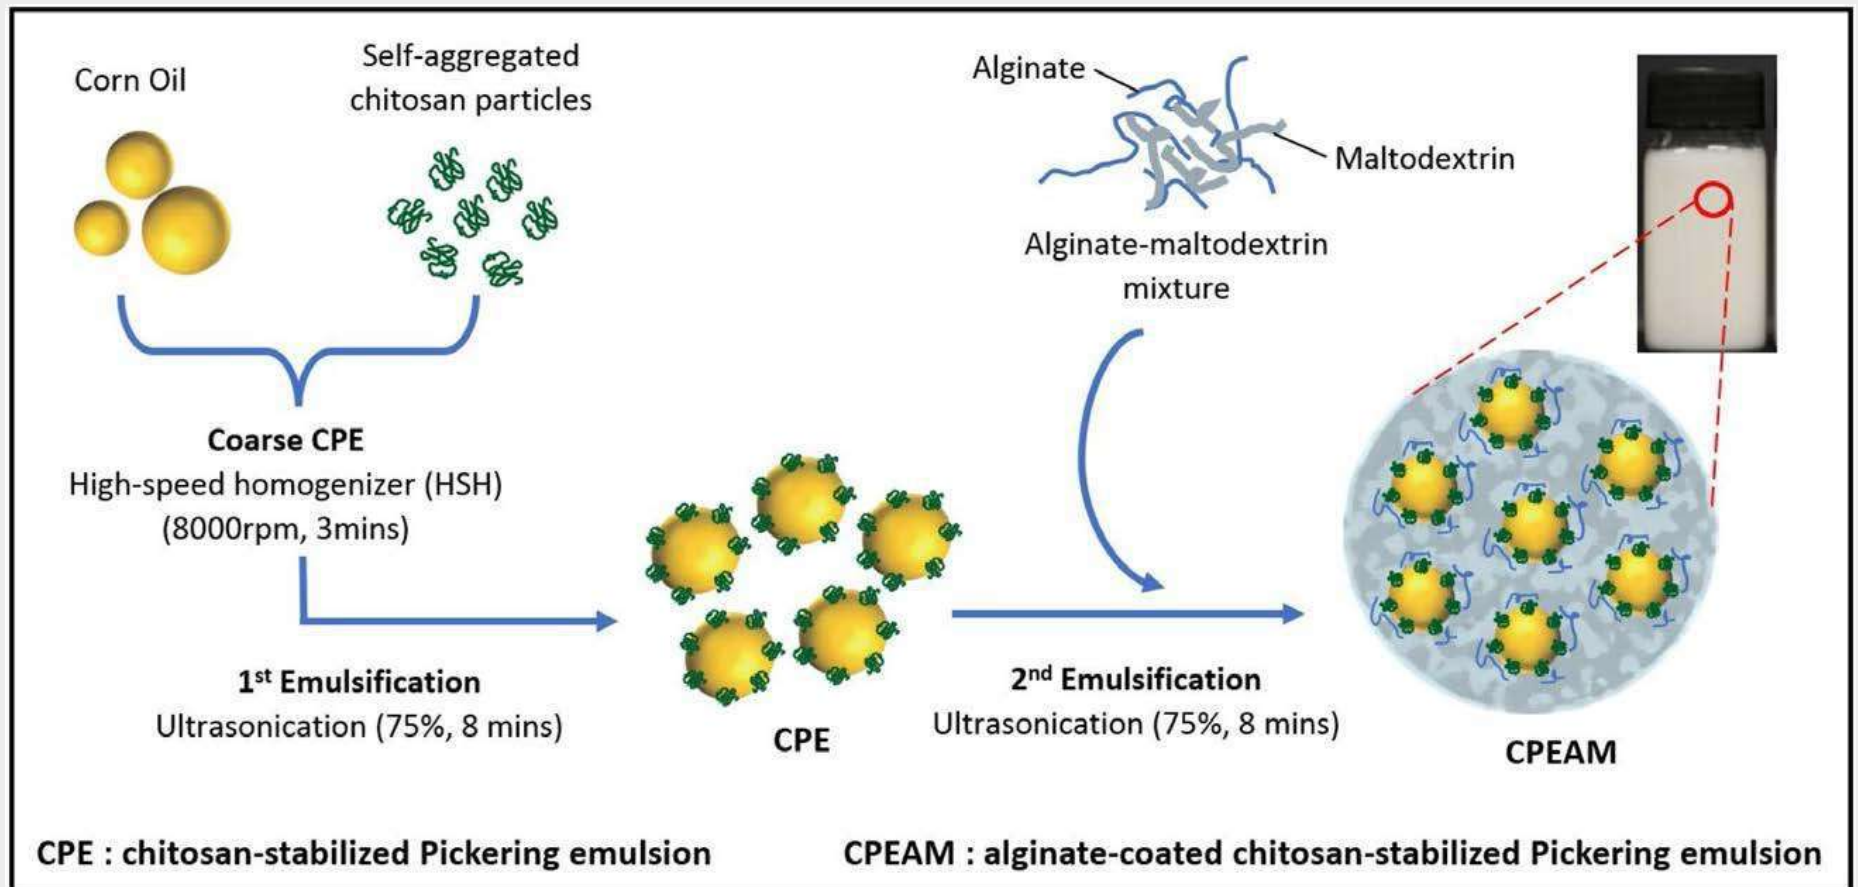 Corn Oil
Self-aggregated
chitosan particles
Alginate
Maltodextrin
Alginate-maltodextrin
mixture
Coarse CPE
High-speed homogenizer (HSH)
(8000rpm, 3mins)
1st Emulsification
Ultrasonication (75%, 8 mins)
CPE
2nd Emulsification
Ultrasonication (75%, 8 mins)
CPEAM
CPE : chitosan-stabilized Pickering emulsion
CPEAM : alginate-coated chitosan-stabilized Pickering emulsion